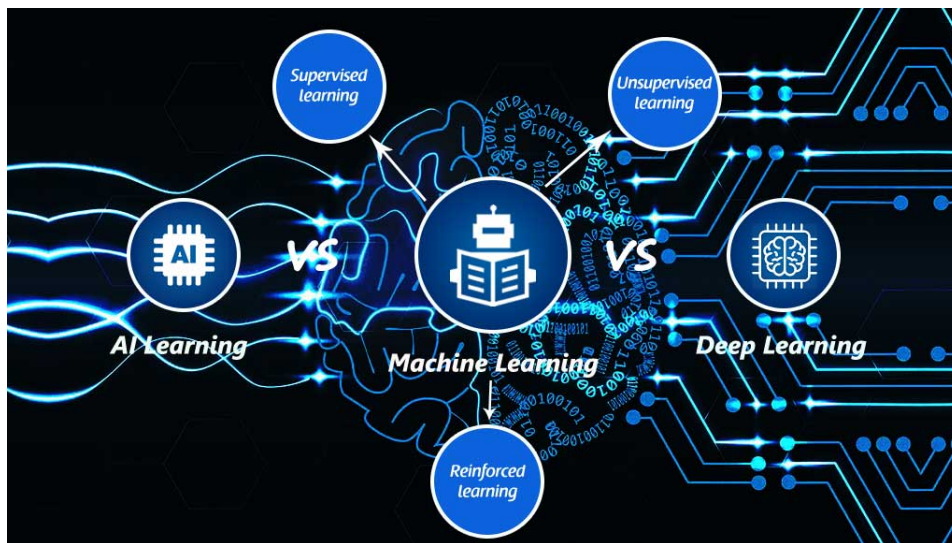 Supervised
learning
Unsupervised
learning
AI
VS
VS
AI Learning
Machine Learning
Deep Learning
Reinforced
learning